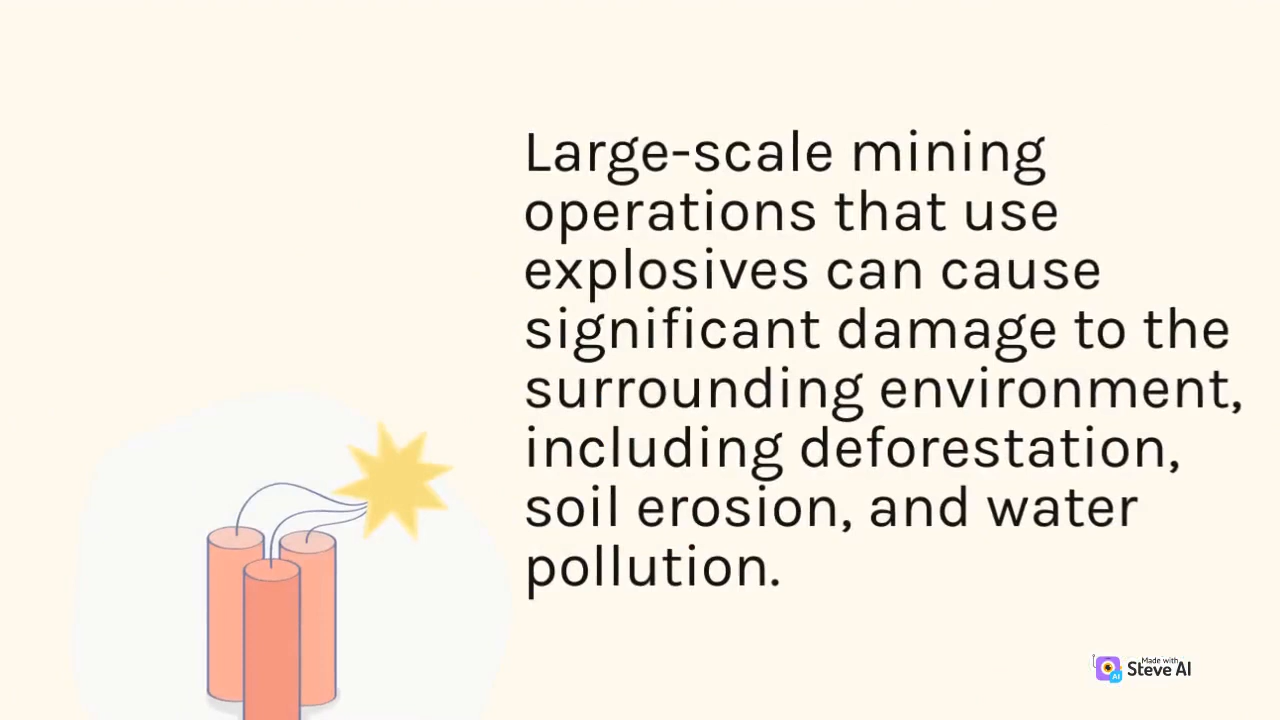 Large-scale mining
operations that use
explosives can cause
significant damage to the
surrounding environment,
including deforestation,
soil erosion, and water
pollution.
Made with
Steve AI
AI